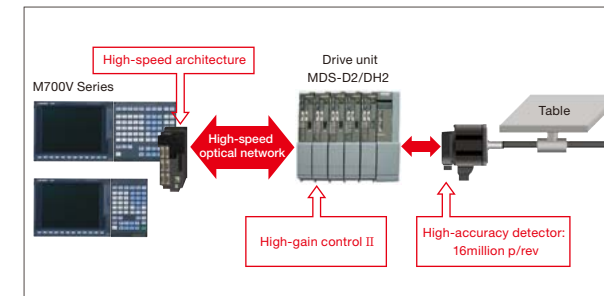 High-speed architecture
M700V Series
Drive unit
MDS-D2/DH2
High-speed
optical network
Table
High-gain control II
High-accuracy detector:
16million p/rev